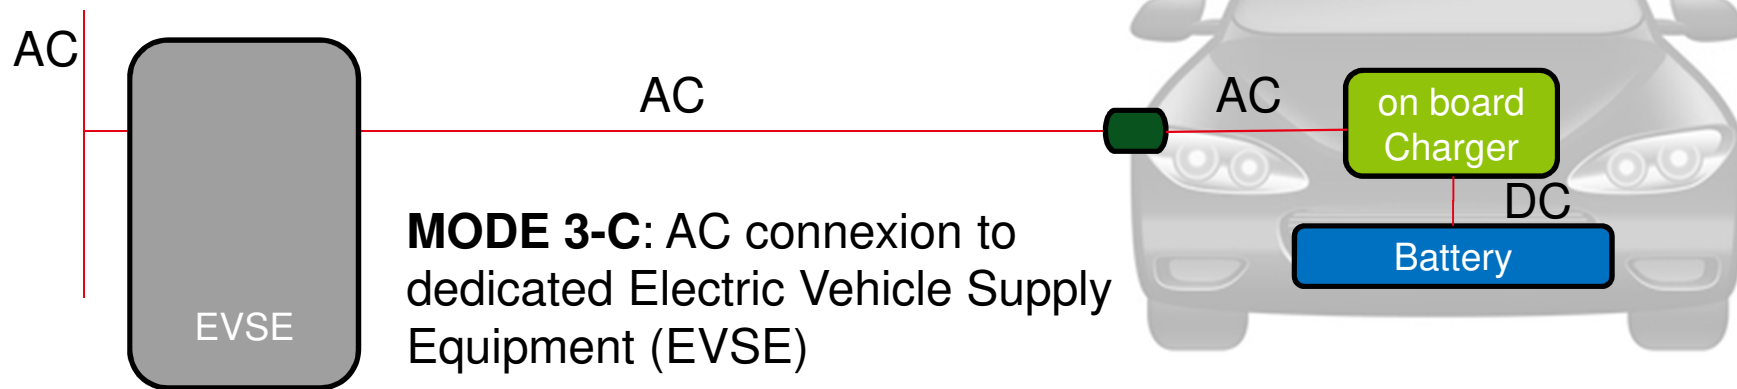 AC
AC
AC
on board
Charger
DC
Battery
EVSE
MODE 3-C: AC connexion to
dedicated Electric Vehicle Supply
Equipment (EVSE)